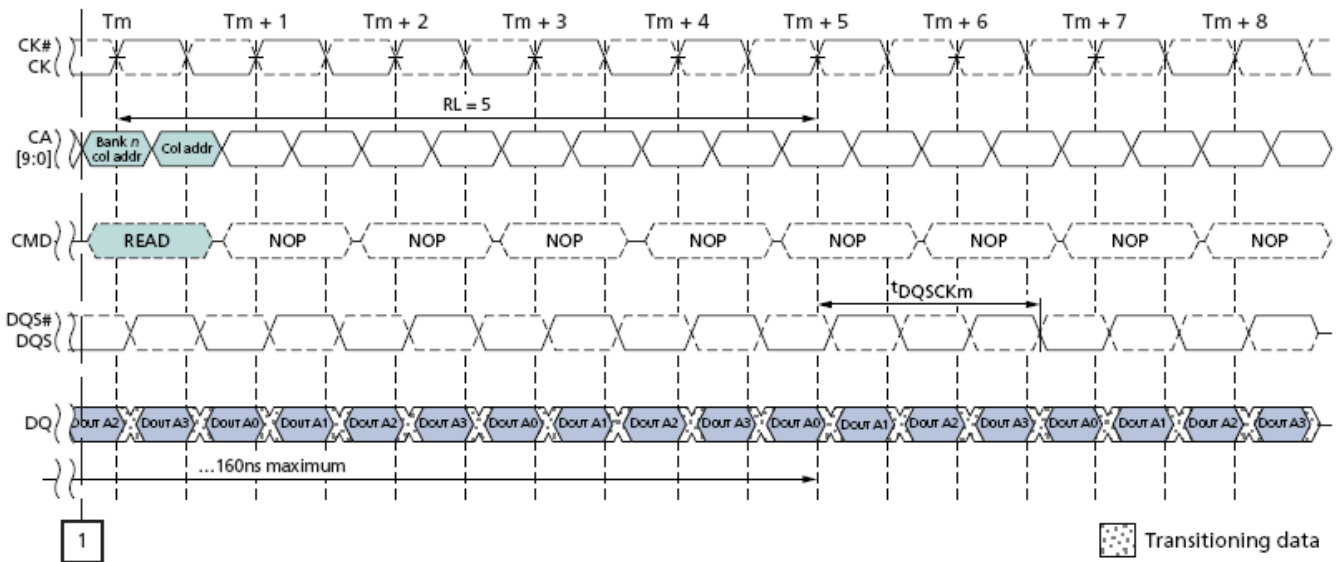 Tm Tm + 1 Tm + 2 Tm + 3 Tm + 4 Tm + 5 Tm + 6 Tm + 7 Tm + 8
CK#
CK
RL = 5
CA
[9:0]
Bank n
col addr
Col addr
CMD READ NOP NOP NOP NOP NOP NOP NOP NOP
tDQSCKm
DQS#
DQS
DQ DOUT A2 DOUT A3 DOUT A0 DOUT A1 DOUT A2 DOUT A3 DOUT A0 DOUT A1 DOUT A2 DOUT A3 DOUT A0 DOUT A1 DOUT A2 DOUT A3 DOUT A0 DOUT A1 DOUT A2 DOUT A3
...160ns maximum
1
Transitioning data